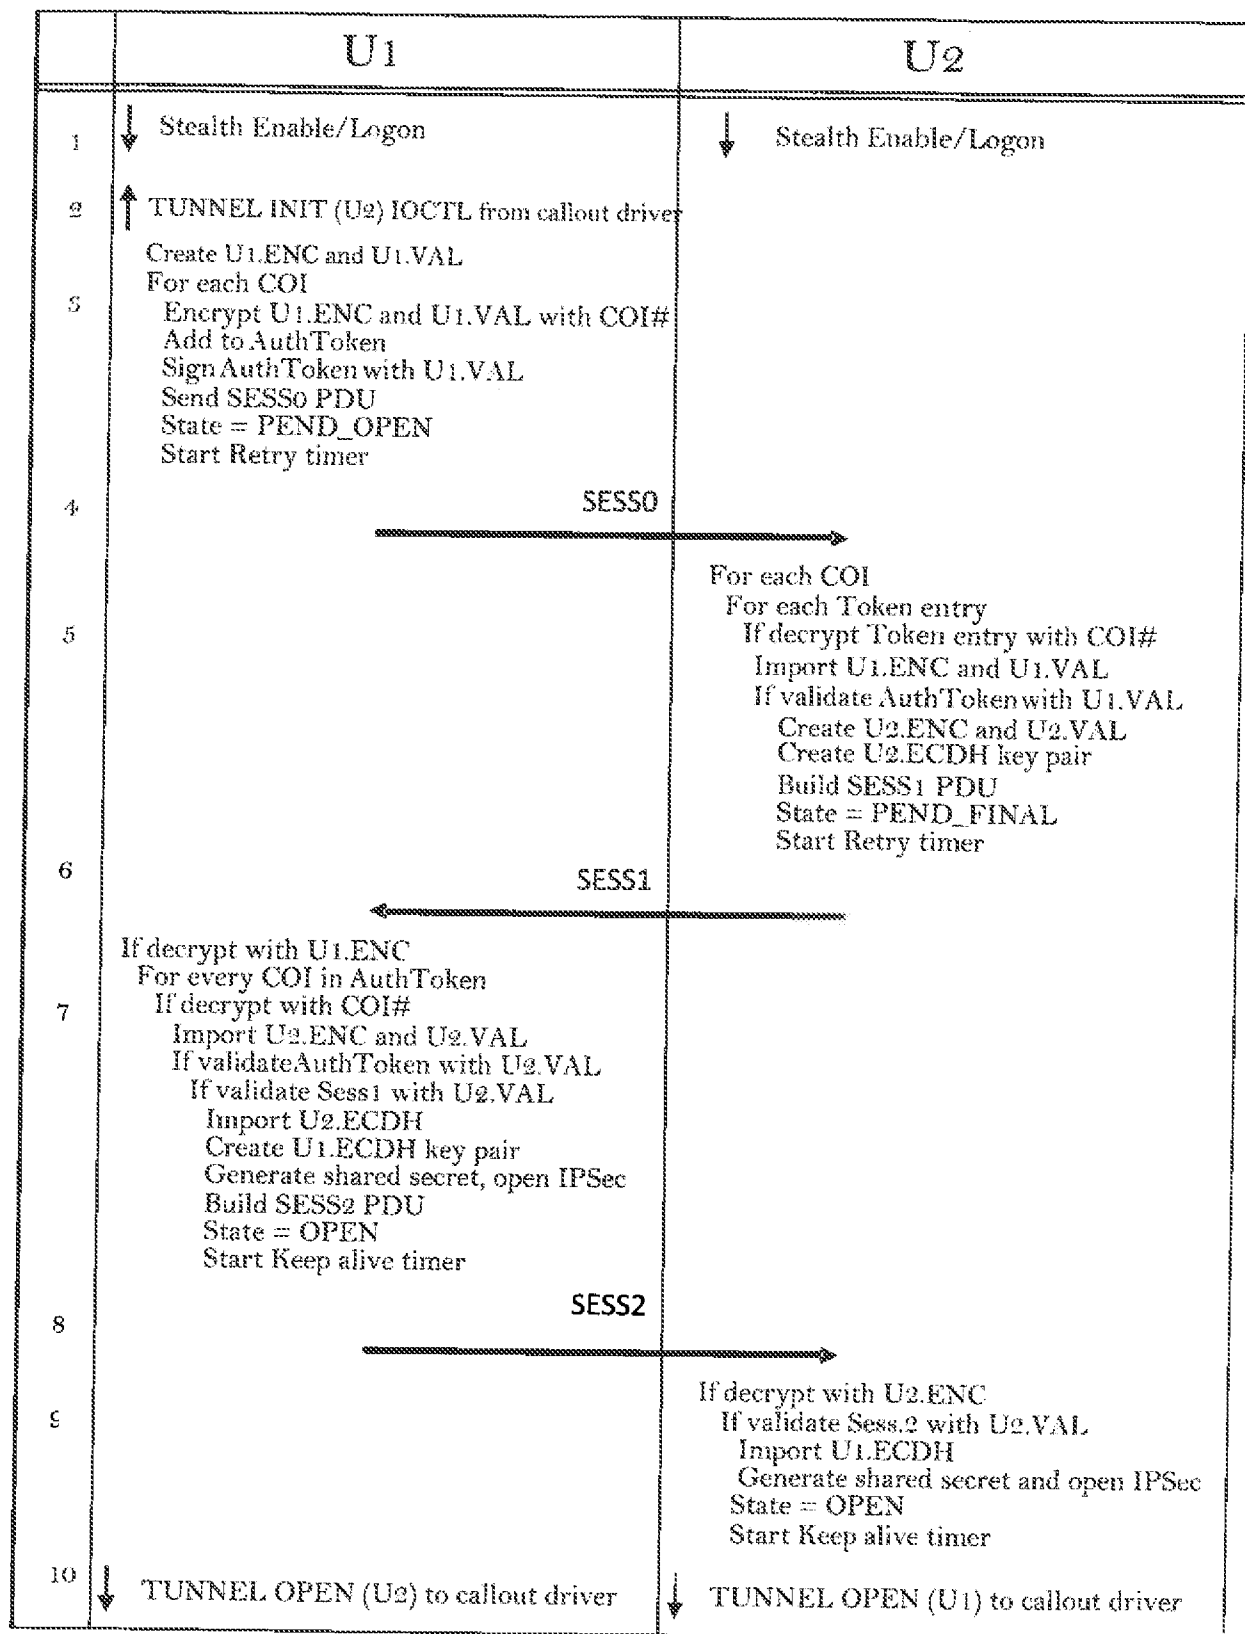 U1
U2
1
Stealth Enable/Logon
Stealth Enable/Logon
2
TUNNEL INIT (U2) IOCTL from callout driver
3
Create U1.ENC and U1.VAL
For each COI
Encrypt U1.ENC and U1.VAL with COI#
Add to AuthToken
Sign AuthToken with U1.VAL
Send SESS0 PDU
State = PEND_OPEN
Start Retry timer
4
SESS0
5
For each COI
For each Token entry
If decrypt Token entry with COI#
Import U1.ENC and U1.VAL
If validate AuthToken with U1.VAL
Create U2.ENC and U2.VAL
Create U2.ECDH key pair
Build SESS1 PDU
State = PEND_FINAL
Start Retry timer
6
SESS1
7
If decrypt with U1.ENC
For every COI in AuthToken
If decrypt with COI#
Import U2.ENC and U2.VAL
If validateAuthToken with U2.VAL
If validate Sess1 with U2.VAL
Import U2.ECDH
Create U1.ECDH key pair
Generate shared secret, open IPSec
Build SESS2 PDU
State = OPEN
Start Keep alive timer
8
SESS2
9
If decrypt with U2.ENC
If validate Sess.2 with U2.VAL
Import U1.ECDH
Generate shared secret and open IPSec
State = OPEN
Start Keep alive timer
10
TUNNEL OPEN (U2) to callout driver
TUNNEL OPEN (U1) to callout driver